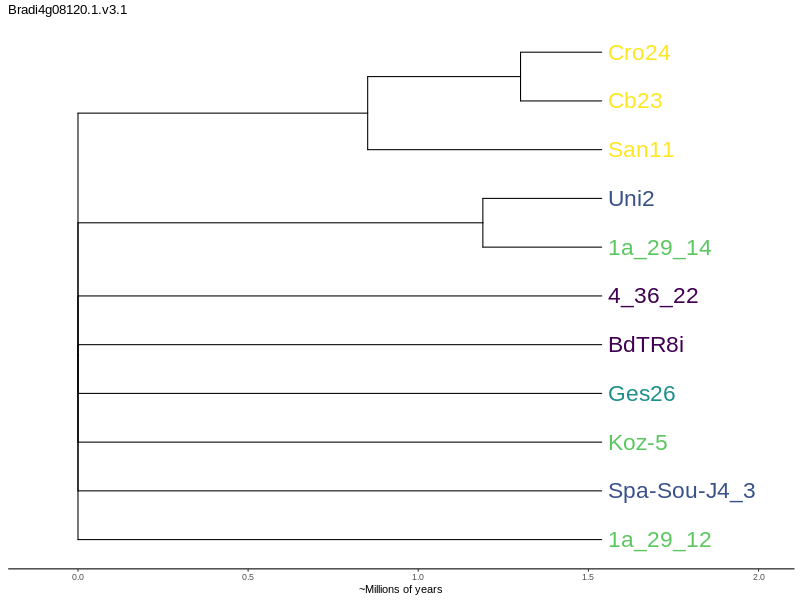 Bradi4g08120.1.v3.1
Cro24
Cb23
San11
Uni2
1a_29_14
4_36_22
BdTR8i
Ges26
Koz-5
Spa-Sou-J4_3
1a_29_12
0.0 0.5 1.0 1.5 2.0
~Millions of years